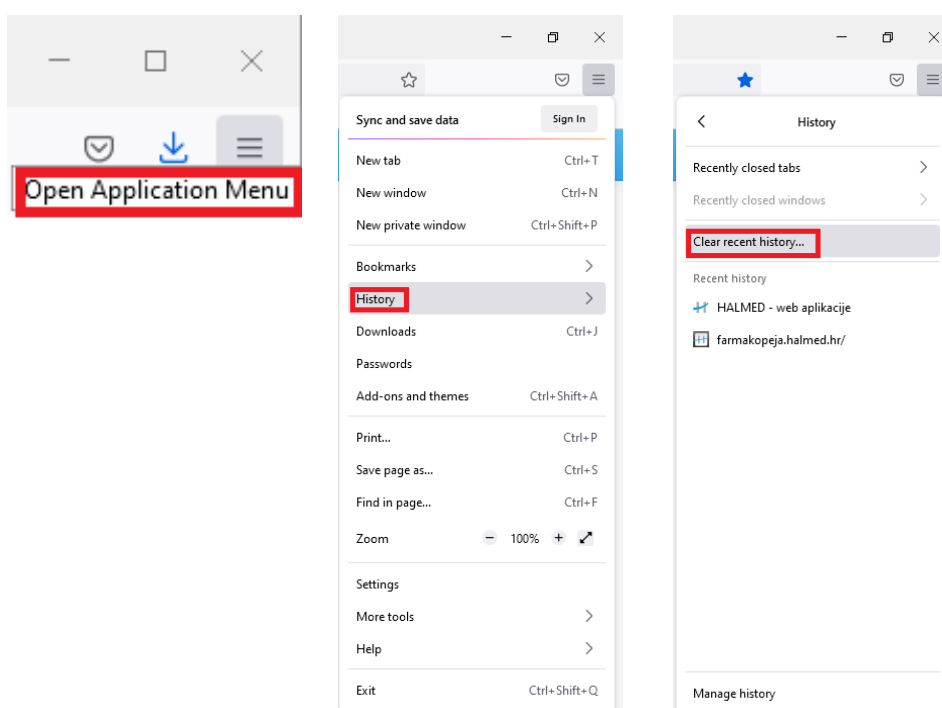 Open Application Menu
Sync and save data Sign In
New tab Ctrl+T
New window Ctrl+N
New private window Ctrl+Shift+P
Bookmarks
History
Downloads Ctrl+J
Passwords
Add-ons and themes Ctrl+Shift+A
Print... Ctrl+P
Save page as... Ctrl+S
Find in page... Ctrl+F
Zoom − 100% +
Settings
More tools
Help
Exit Ctrl+Shift+Q
History
Recently closed tabs
Recently closed windows
Clear recent history...
Recent history
HALMED - web aplikacije
farmakopeja.halmed.hr/
Manage history